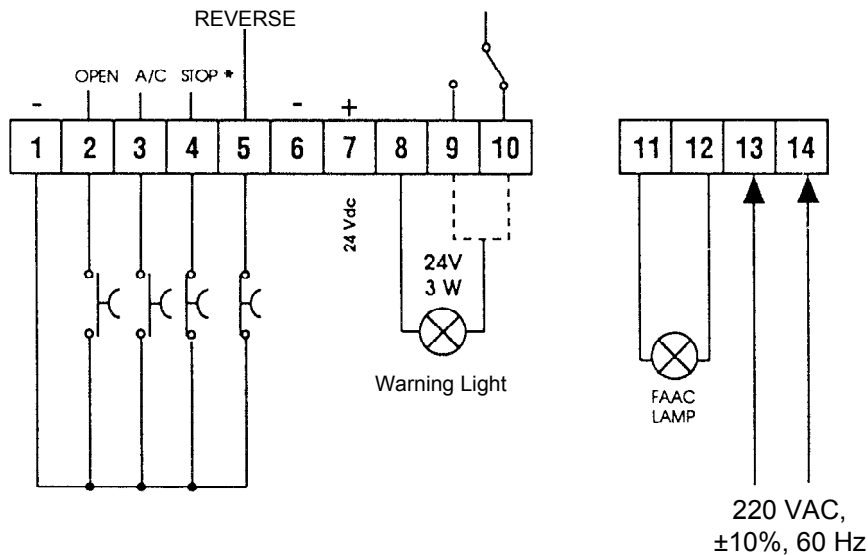 REVERSE
OPEN A/C STOP *
- - +
1 2 3 4 5 6 7 8 9 10 11 12 13 14
24 Vdc
24V
3 W
Warning Light
FAAC
LAMP
220 VAC,
±10%, 60 Hz